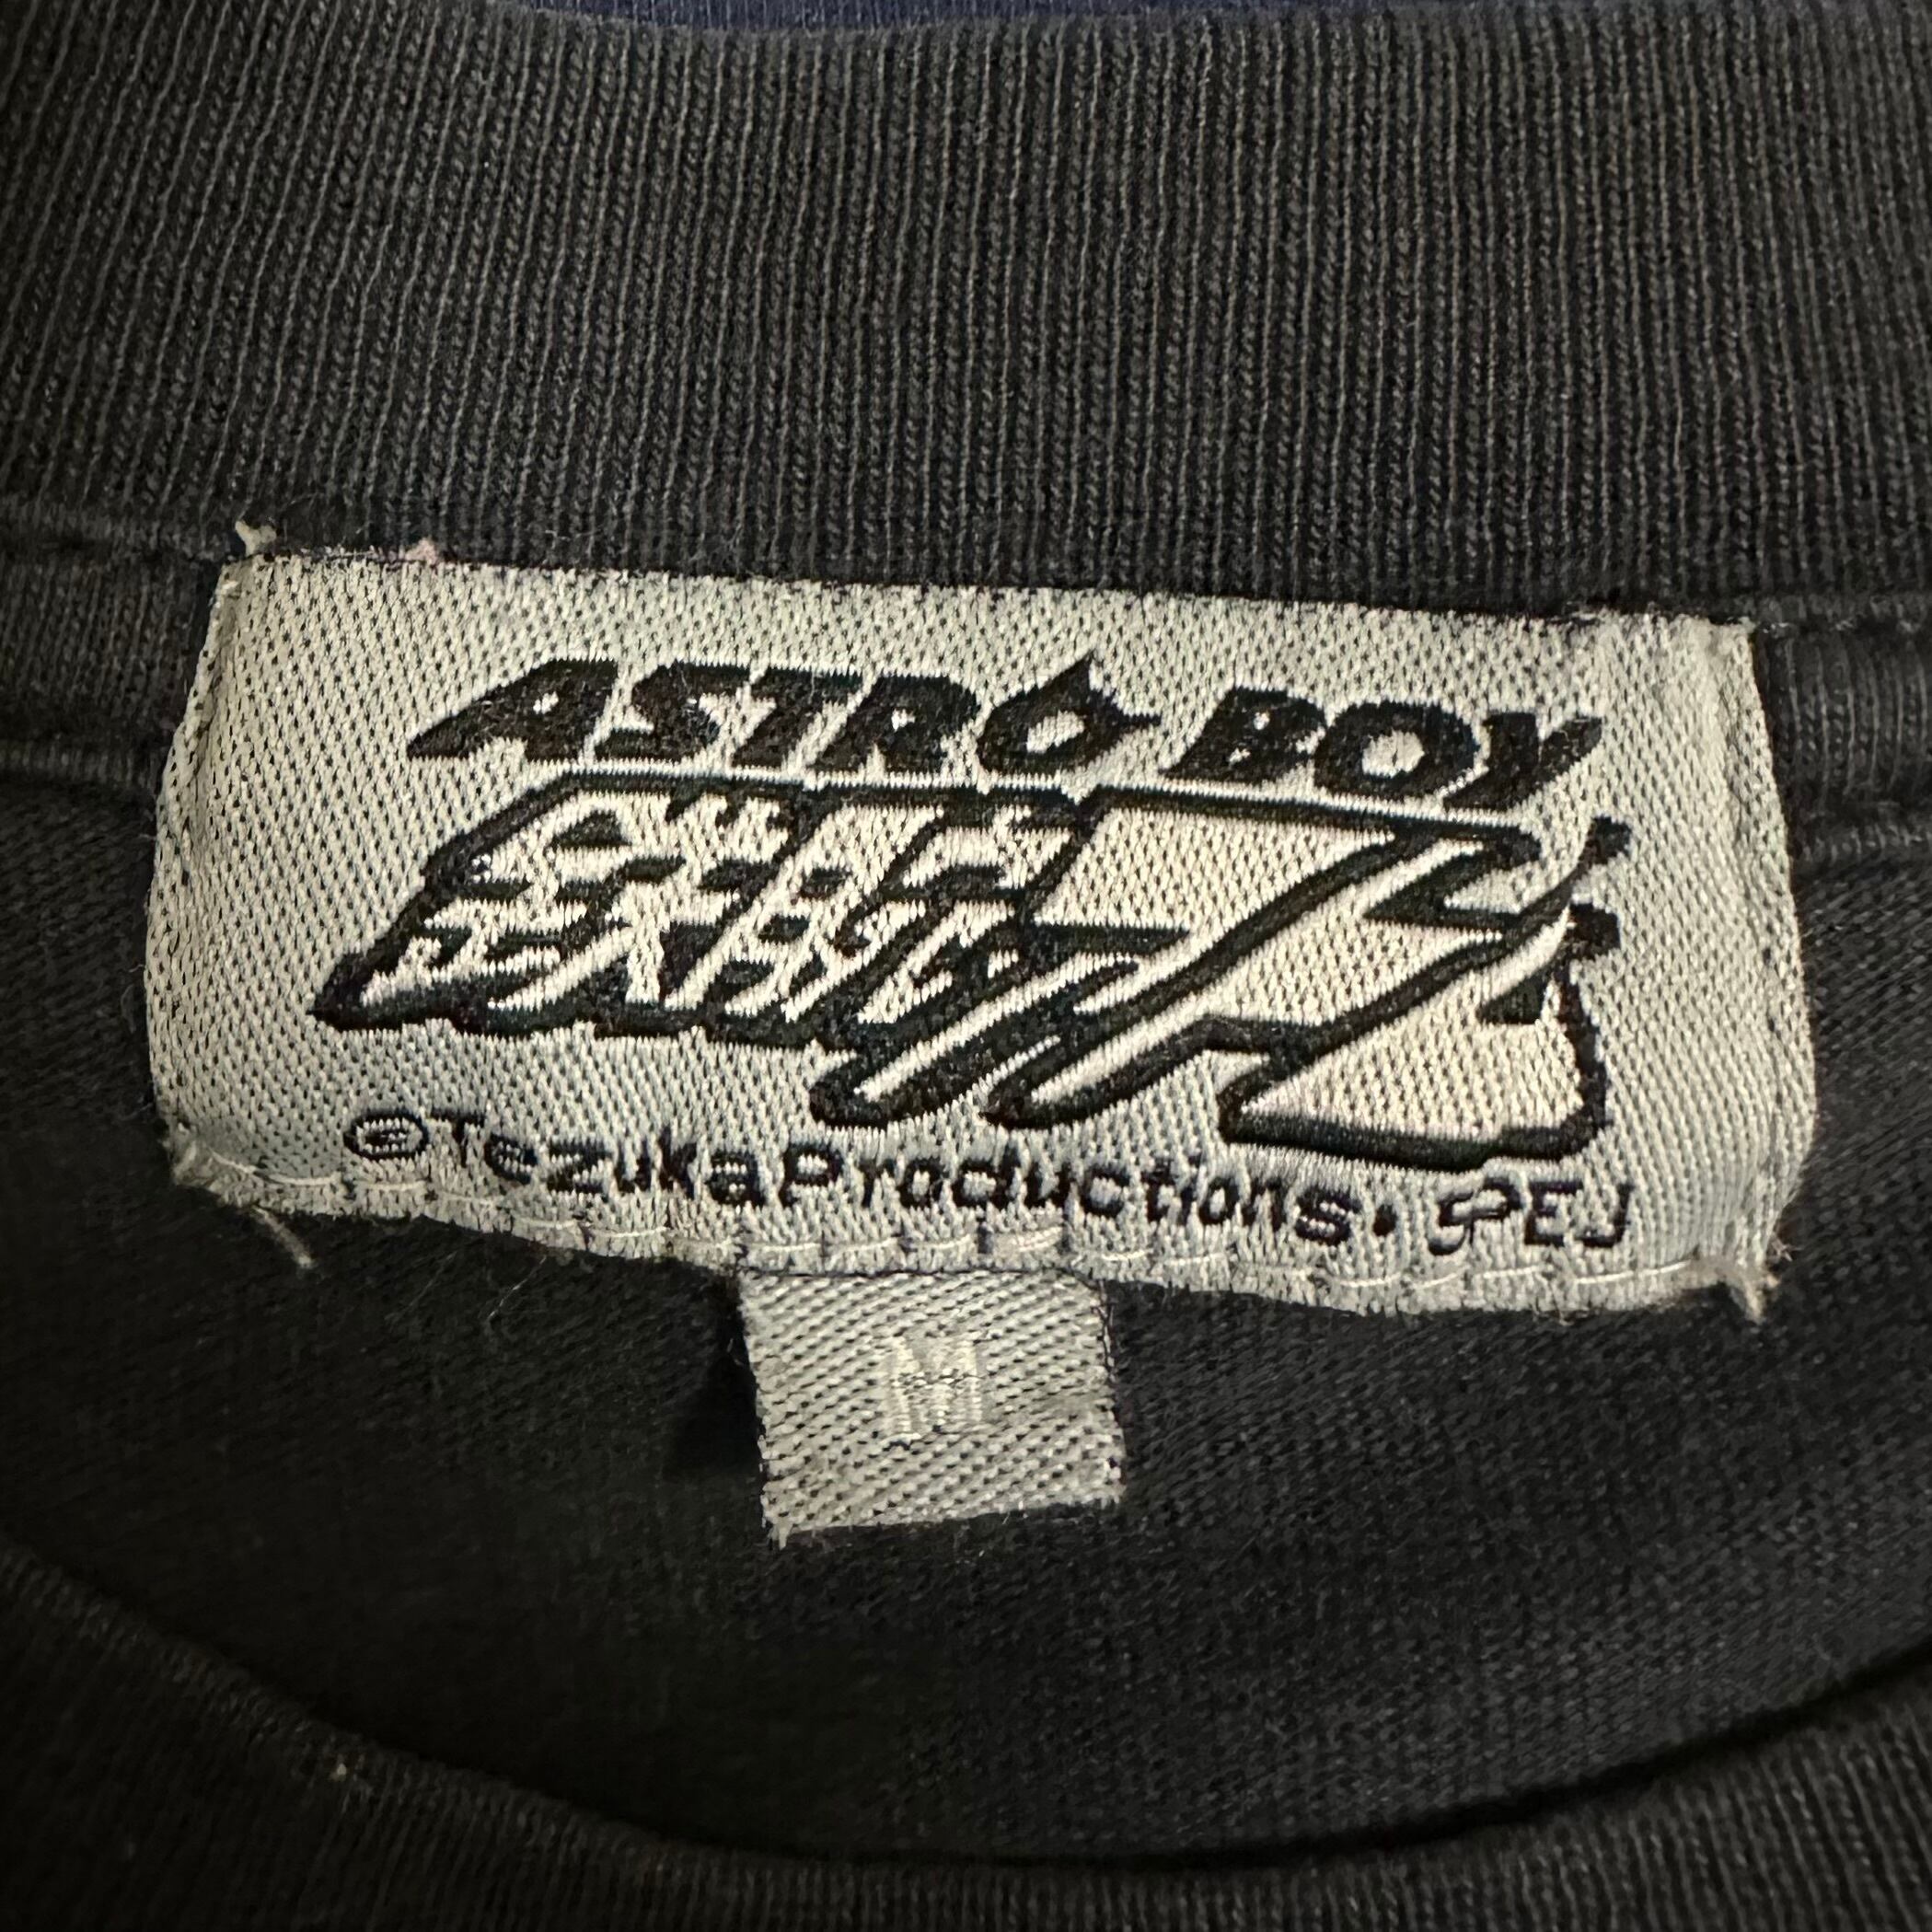 ASTRO BOY
鉄腕アトム
©TezukaProductions・SPEJ
M